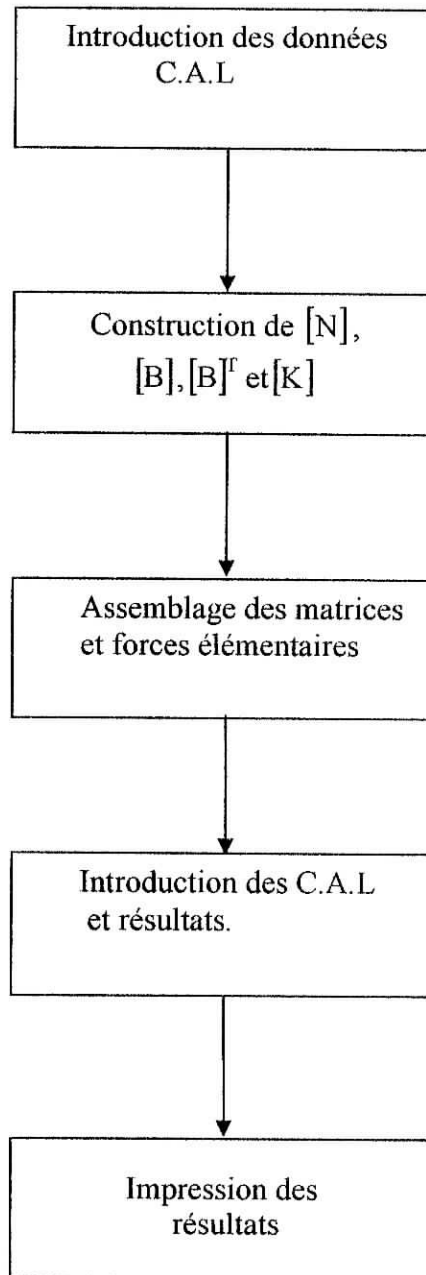 Introduction des données
C.A.L
Construction de [N],
[B],[B]^T et [K]
Assemblage des matrices
et forces élémentaires
Introduction des C.A.L
et résultats.
Impression des
résultats